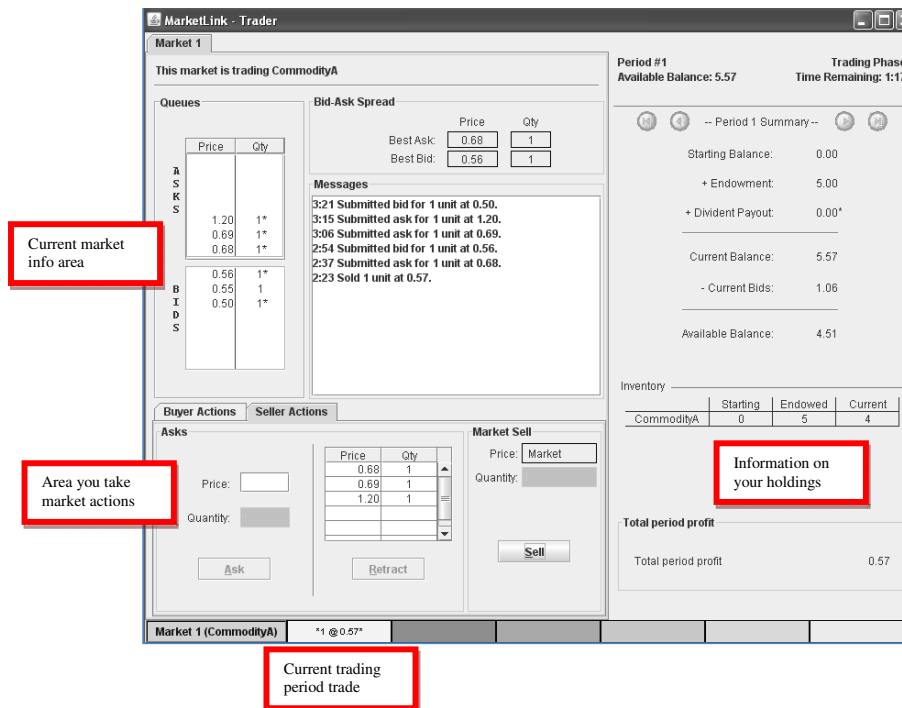 MarketLink - Trader
Market 1
This market is trading CommodityA
Queues
Price Qty
A
S
K
S
1.20 1*
0.69 1*
0.68 1*
0.56 1*
0.55 1
0.50 1*
B
I
D
S
Bid-Ask Spread
Price Qty
Best Ask: 0.68 1
Best Bid: 0.56 1
Messages
3:21 Submitted bid for 1 unit at 0.50.
3:15 Submitted ask for 1 unit at 1.20.
3:06 Submitted ask for 1 unit at 0.69.
2:54 Submitted bid for 1 unit at 0.56.
2:37 Submitted ask for 1 unit at 0.68.
2:23 Sold 1 unit at 0.57.
Current market
info area
Buyer Actions Seller Actions
Asks
Price:
Quantity:
Ask
Price Qty
0.68 1
0.69 1
1.20 1
Retract
Market Sell
Price: Market
Quantity:
Sell
Area you take
market actions
Period #1 Trading Phase
Available Balance: 5.57 Time Remaining: 1:17
-- Period 1 Summary --
Starting Balance: 0.00
+ Endowment: 5.00
+ Divident Payout: 0.00*
Current Balance: 5.57
- Current Bids: 1.06
Available Balance: 4.51
Inventory
Starting Endowed Current
CommodityA 0 5 4
Information on
your holdings
Total period profit
Total period profit 0.57
Market 1 (CommodityA) *1 @ 0.57*
Current trading
period trade